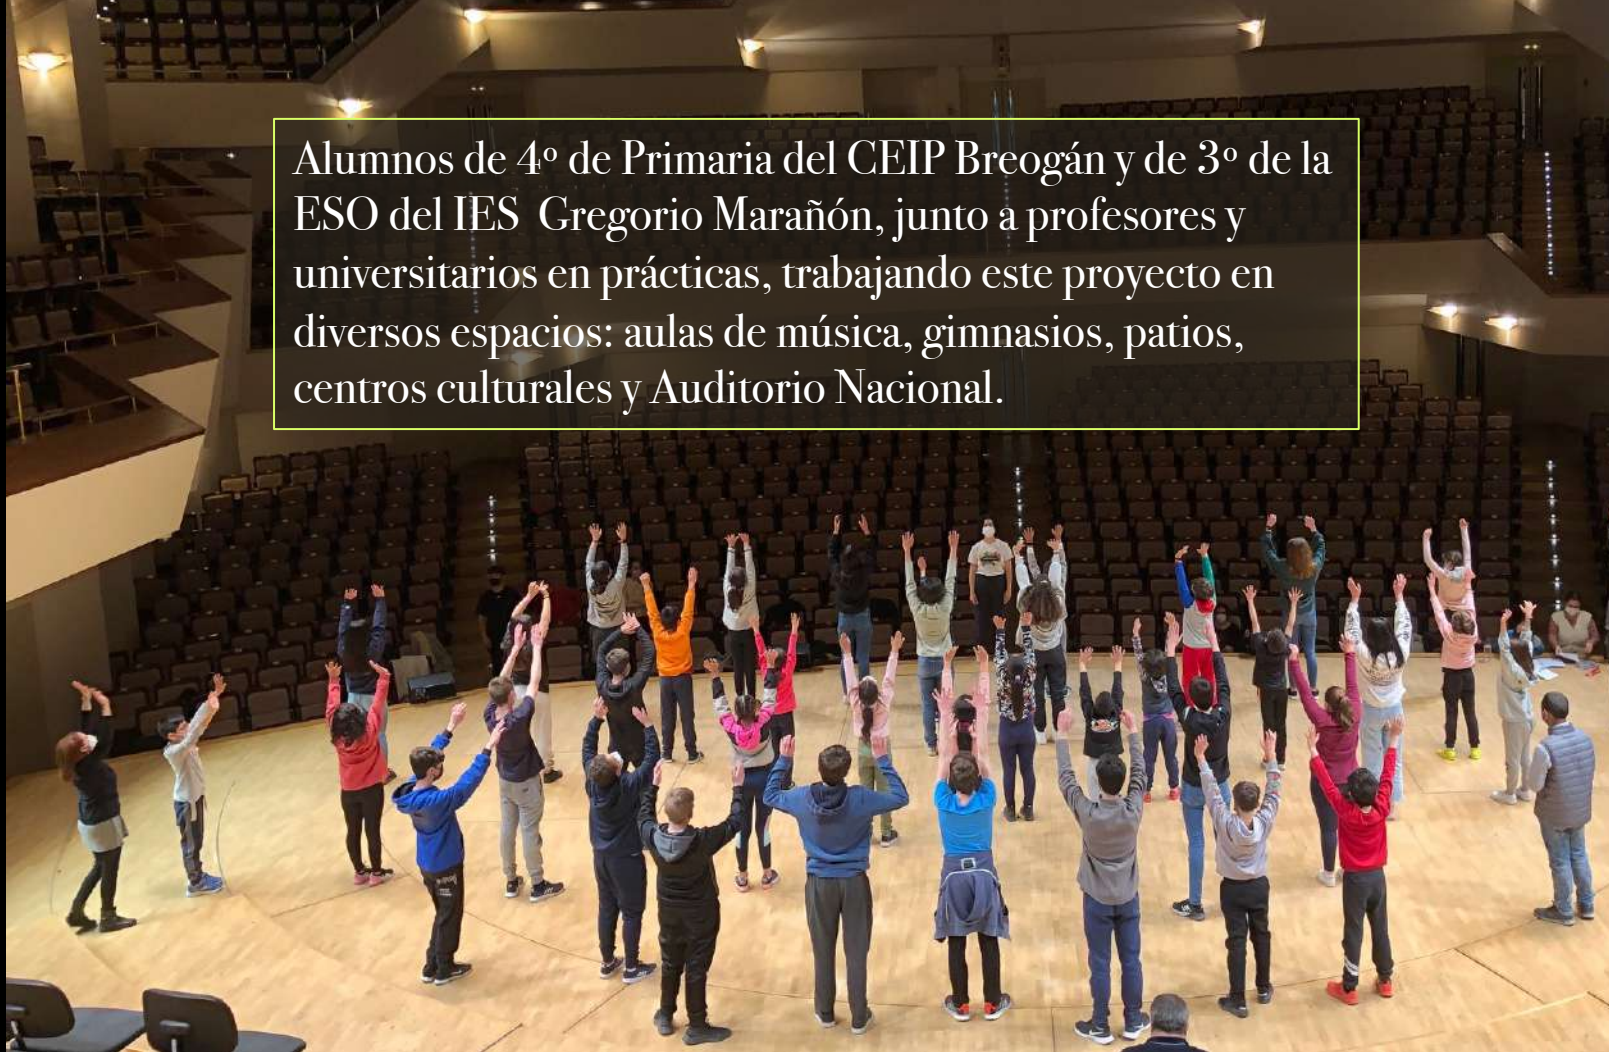 Alumnos de 4º de Primaria del CEIP Breogán y de 3º de la
ESO del IES  Gregorio Marañón, junto a profesores y
universitarios en prácticas, trabajando este proyecto en
diversos espacios: aulas de música, gimnasios, patios,
centros culturales y Auditorio Nacional.